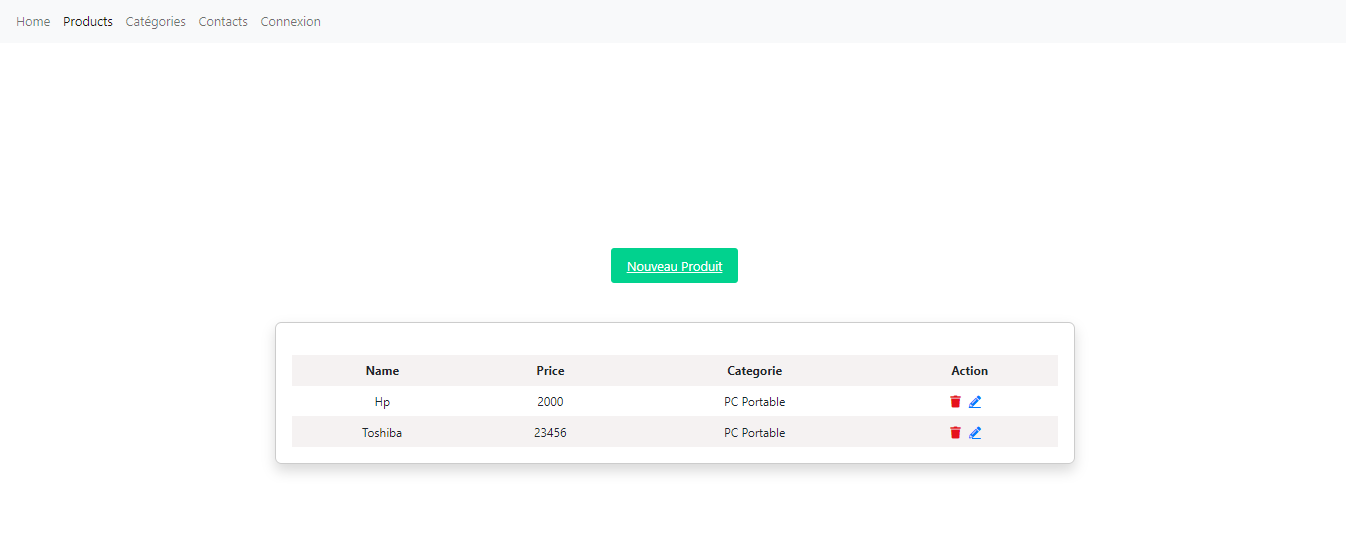 Home Products Catégories Contacts Connexion
Nouveau Produit
Name Price Categorie Action
Hp 2000 PC Portable
Toshiba 23456 PC Portable